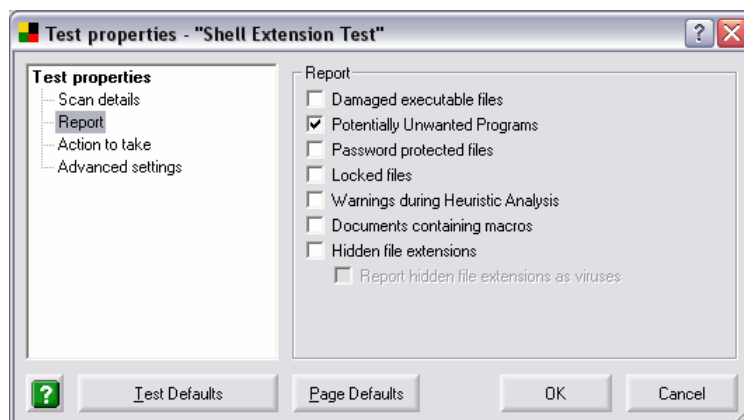 Test properties - "Shell Extension Test"
?
Test properties
Scan details
Report
Action to take
Advanced settings
Report
Damaged executable files
Potentially Unwanted Programs
Password protected files
Locked files
Warnings during Heuristic Analysis
Documents containing macros
Hidden file extensions
Report hidden file extensions as viruses
?
Test Defaults
Page Defaults
OK
Cancel